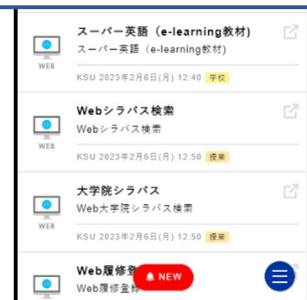 スーパー英語（e-learning教材)
スーパー英語（e-learning教材)
WEB
KSU 2023年2月6日(月) 12:40 学校
Webシラバス検索
Webシラバス検索
WEB
KSU 2023年2月6日(月) 12:50 授業
大学院シラバス
Web大学院シラバス検索
WEB
KSU 2023年2月6日(月) 12:50 授業
Web履修登
NEW
Web履修登録